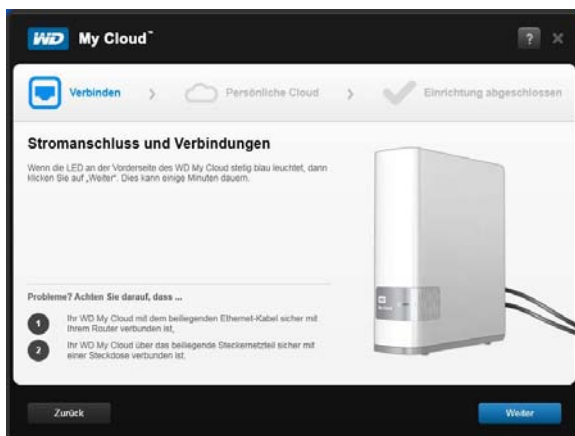 WD My Cloud™
?
Verbinden
Persönliche Cloud
Einrichtung abgeschlossen
Stromanschluss und Verbindungen
Wenn die LED an der Vorderseite des WD My Cloud stetig blau leuchtet, dann
klicken Sie auf „Weiter“. Dies kann einige Minuten dauern.
Probleme? Achten Sie darauf, dass ...
1
Ihr WD My Cloud mit dem beiliegenden Ethernet-Kabel sicher mit
Ihrem Router verbunden ist,
2
Ihr WD My Cloud über das beiliegende Steckernetzteil sicher mit
einer Steckdose verbunden ist.
WD
My Cloud
Zurück
Weiter